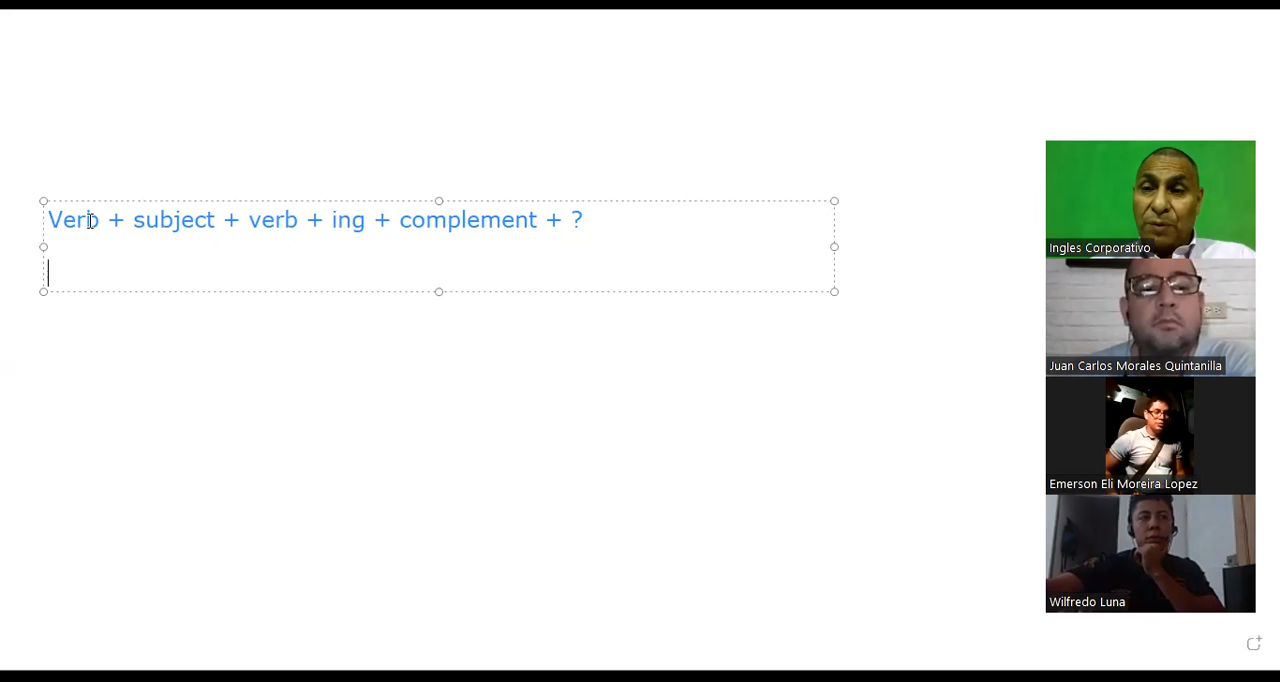 Verb + subject + verb + ing + complement + ?
Ingles Corporativo
Juan Carlos Morales Quintanilla
Emerson Eli Moreira Lopez
Wilfredo Luna